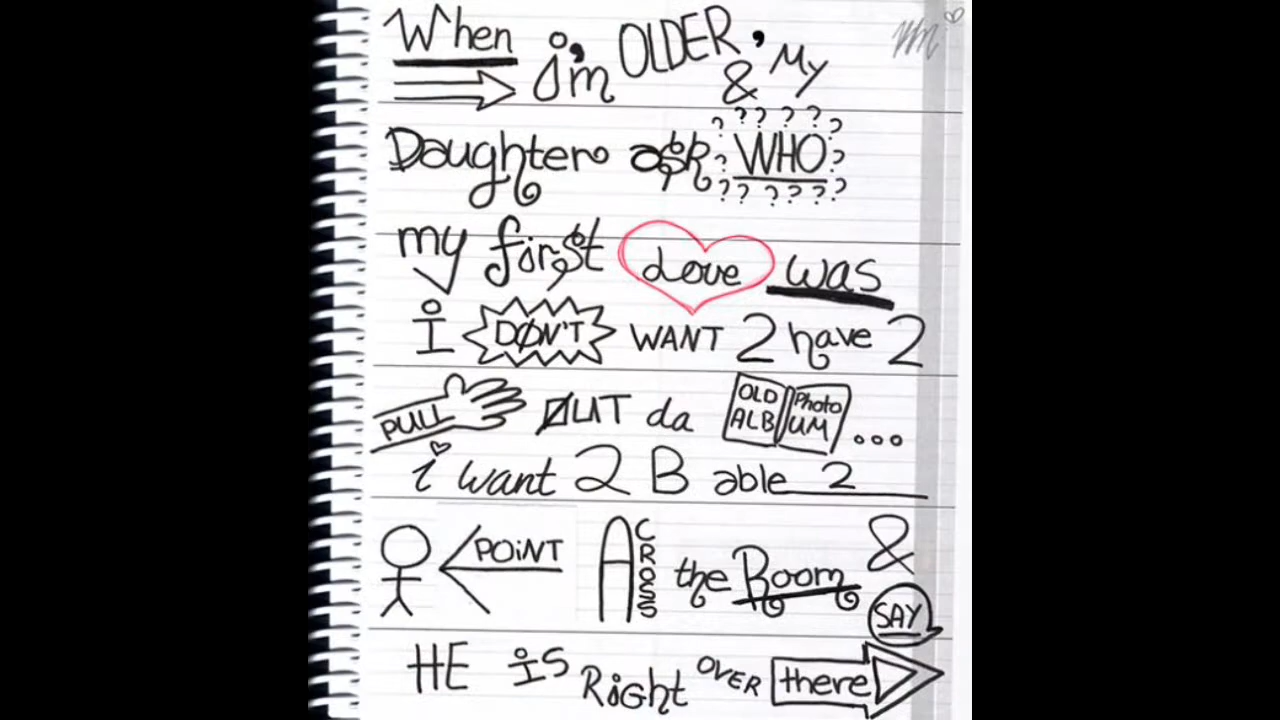 When i'm OLDER, & My
Daughter ask ? ? ? ? ? ? WHO ? ? ? ? ? ? ? ?
my first Love was
I DON'T WANT 2 have 2
PULL OUT da OLD Photo ALBUM ...
i want 2 B able 2
POiNT ACROSS the Room &
SAY
HE is RiGht OVER there